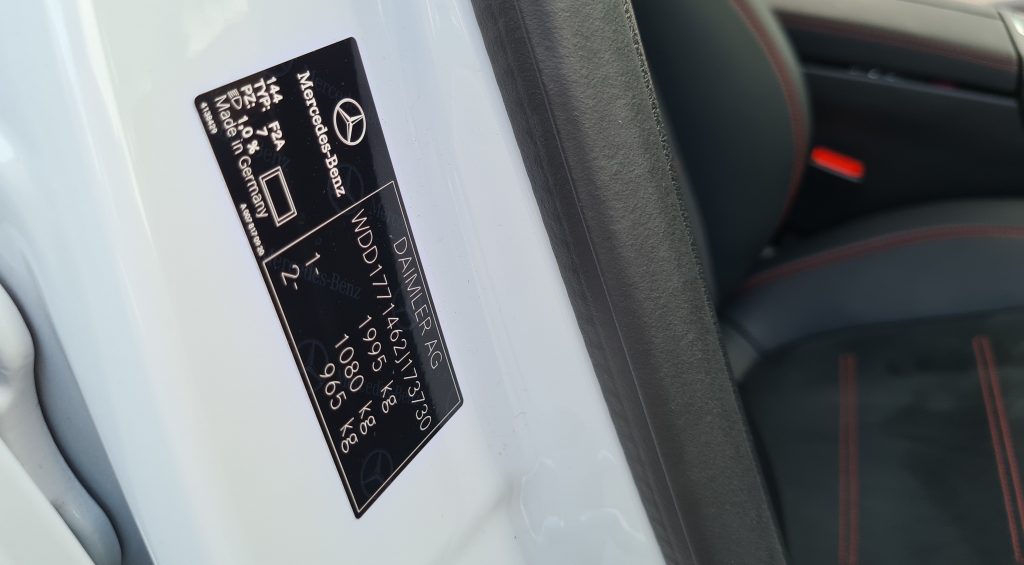 Mercedes-Benz
144
TYP: F2A
PZ: 7
1,0 %
Made in Germany
DAIMLER AG
WDD1771462J173730
1995 kg
1. 1080 kg
2- 965 kg